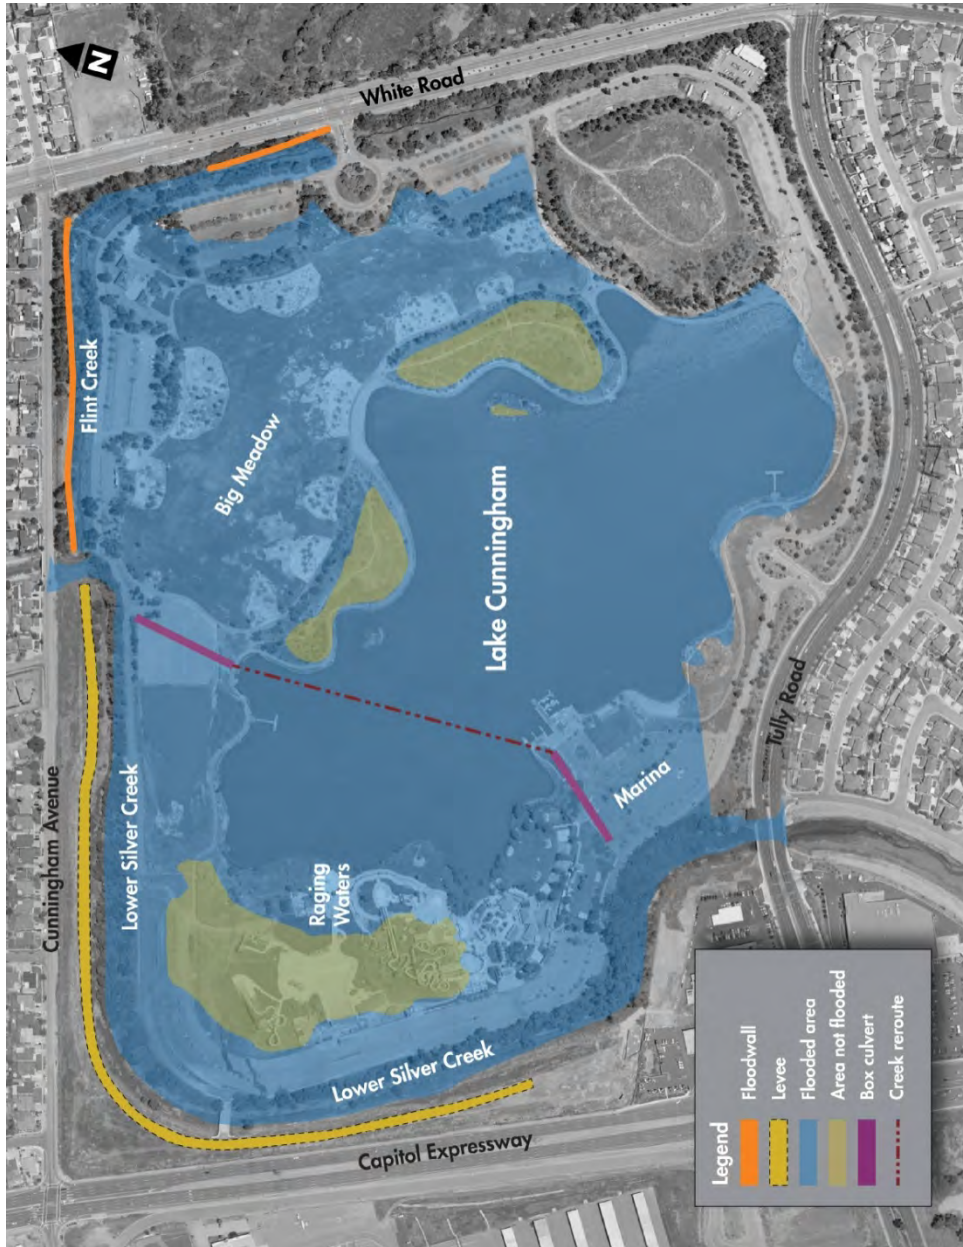 N
White Road
Flint Creek
Big Meadow
Lake Cunningham
Cunningham Avenue
Lower Silver Creek
Raging
Waters
Marina
Tully Road
Lower Silver Creek
Capitol Expressway
Legend
Floodwall
Levee
Flooded area
Area not flooded
Box culvert
Creek reroute